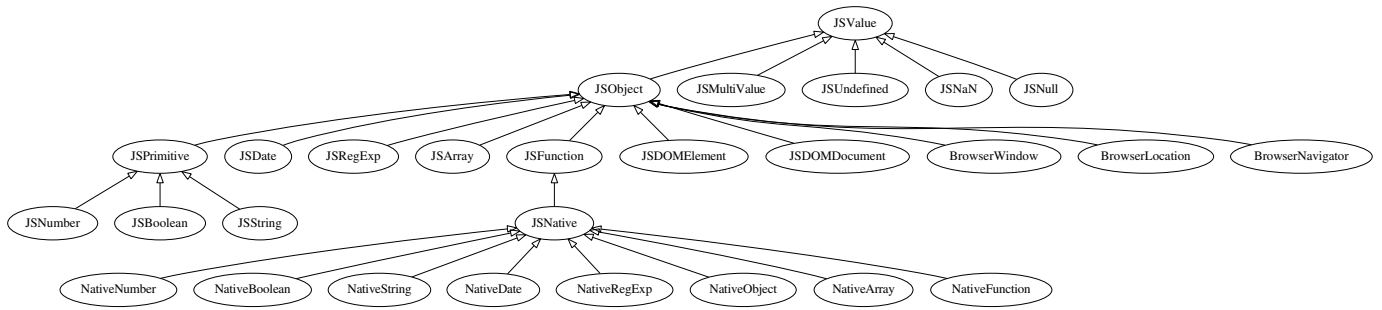 JSValue
JSObject JSMultiValue JSUndefined JSNaN JSNull
JSPrimitive JSDate JSRegExp JSArray JSFunction JSDOMElement JSDOMDocument BrowserWindow BrowserLocation BrowserNavigator
JSNumber JSBoolean JSString JSNative
NativeNumber NativeBoolean NativeString NativeDate NativeRegExp NativeObject NativeArray NativeFunction